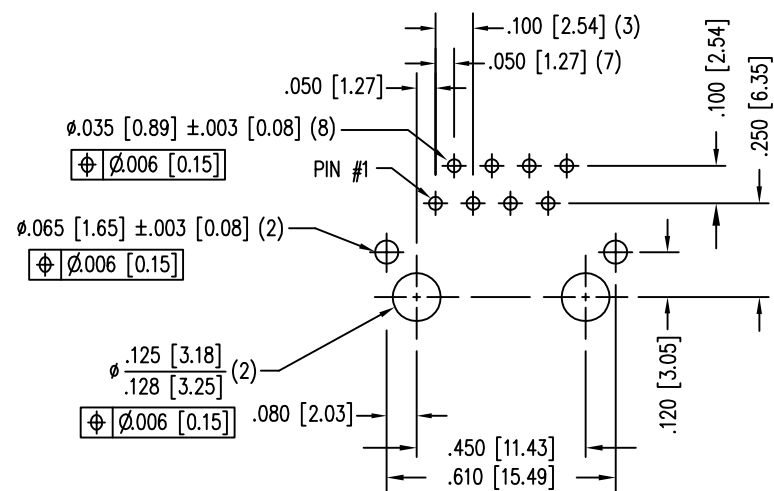 .100 [2.54] (3)
.050 [1.27] (7)
.050 [1.27]
.100 [2.54]
.250 [6.35]
ø.035 [0.89] ±.003 [0.08] (8)
⌖ Ø.006 [0.15]
PIN #1
ø.065 [1.65] ±.003 [0.08] (2)
⌖ Ø.006 [0.15]
ø .125 [3.18]
.128 [3.25] (2)
⌖ Ø.006 [0.15]
.080 [2.03]
.120 [3.05]
.450 [11.43]
.610 [15.49]